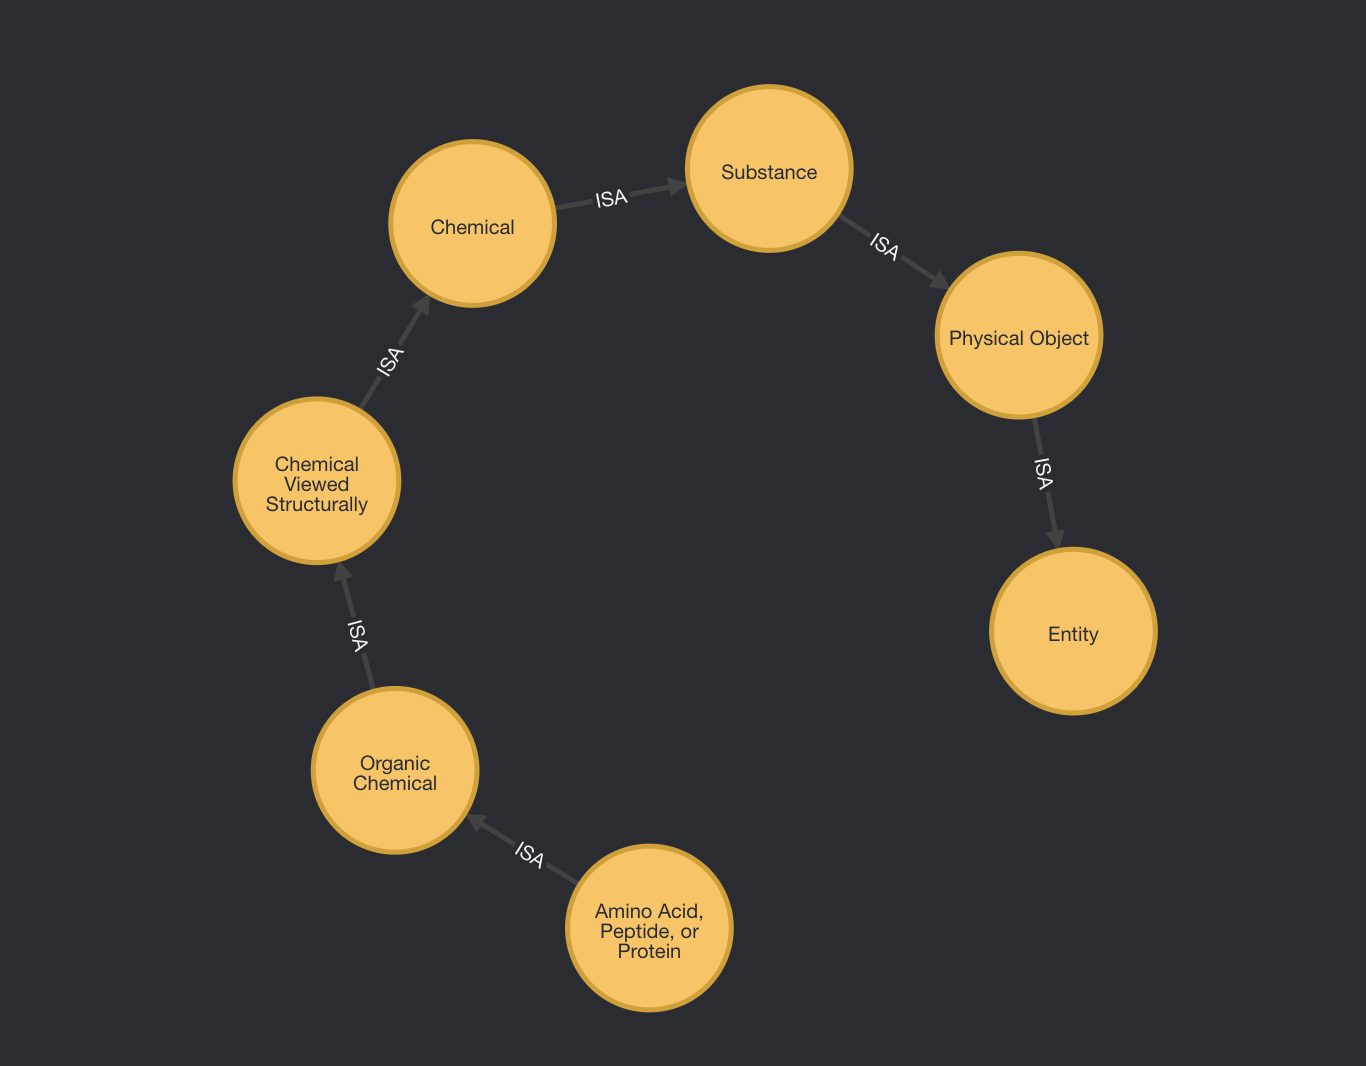 Substance
ISA
Chemical
ISA
ISA
Physical Object
ISA
Chemical
Viewed
Structurally
ISA
Entity
ISA
Organic
Chemical
ISA
Amino Acid,
Peptide, or
Protein